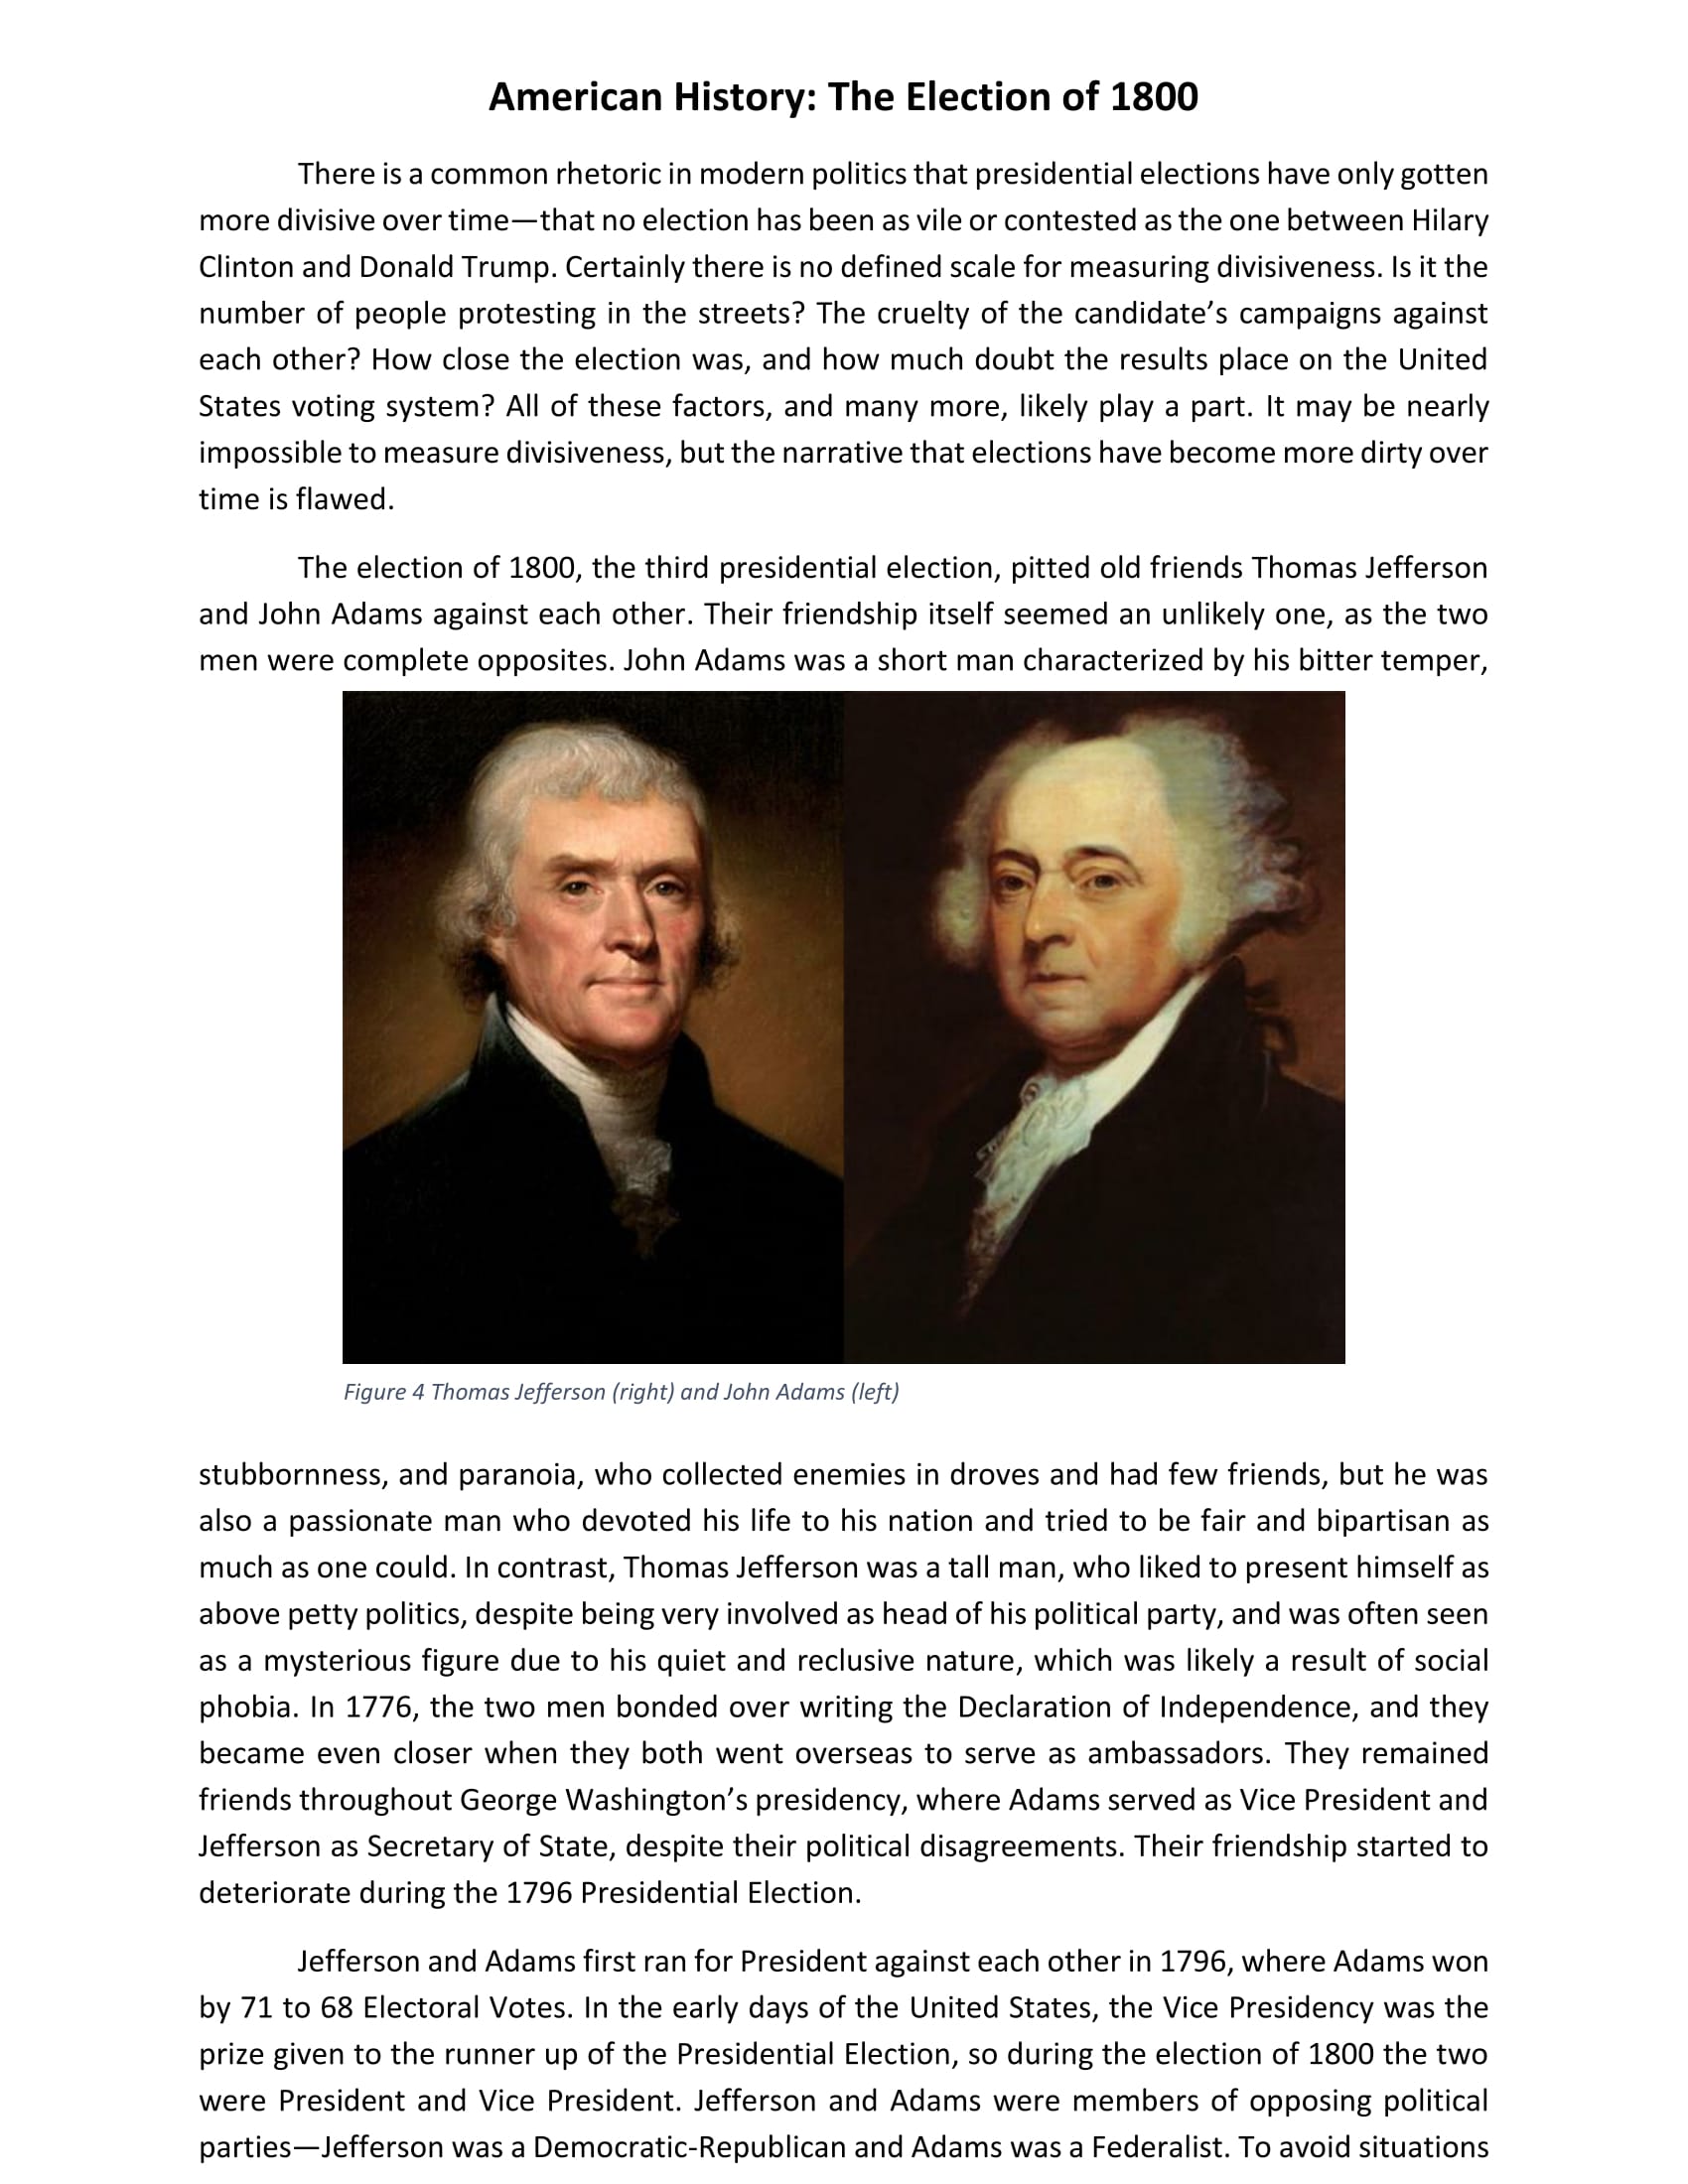 American History: The Election of 1800
There is a common rhetoric in modern politics that presidential elections have only gotten
more divisive over time—that no election has been as vile or contested as the one between Hilary
Clinton and Donald Trump. Certainly there is no defined scale for measuring divisiveness. Is it the
number of people protesting in the streets? The cruelty of the candidate’s campaigns against
each other? How close the election was, and how much doubt the results place on the United
States voting system? All of these factors, and many more, likely play a part. It may be nearly
impossible to measure divisiveness, but the narrative that elections have become more dirty over
time is flawed.
The election of 1800, the third presidential election, pitted old friends Thomas Jefferson
and John Adams against each other. Their friendship itself seemed an unlikely one, as the two
men were complete opposites. John Adams was a short man characterized by his bitter temper,
Figure 4 Thomas Jefferson (right) and John Adams (left)
stubbornness, and paranoia, who collected enemies in droves and had few friends, but he was
also a passionate man who devoted his life to his nation and tried to be fair and bipartisan as
much as one could. In contrast, Thomas Jefferson was a tall man, who liked to present himself as
above petty politics, despite being very involved as head of his political party, and was often seen
as a mysterious figure due to his quiet and reclusive nature, which was likely a result of social
phobia. In 1776, the two men bonded over writing the Declaration of Independence, and they
became even closer when they both went overseas to serve as ambassadors. They remained
friends throughout George Washington’s presidency, where Adams served as Vice President and
Jefferson as Secretary of State, despite their political disagreements. Their friendship started to
deteriorate during the 1796 Presidential Election.
Jefferson and Adams first ran for President against each other in 1796, where Adams won
by 71 to 68 Electoral Votes. In the early days of the United States, the Vice Presidency was the
prize given to the runner up of the Presidential Election, so during the election of 1800 the two
were President and Vice President. Jefferson and Adams were members of opposing political
parties—Jefferson was a Democratic-Republican and Adams was a Federalist. To avoid situations